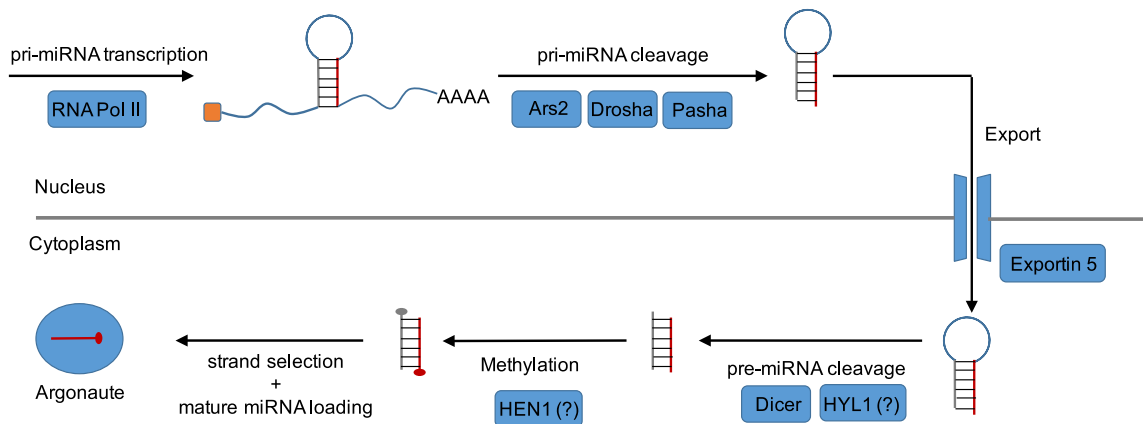 pri-miRNA transcription
RNA Pol II
AAAA
pri-miRNA cleavage
Ars2
Drosha
Pasha
Export
Nucleus
Cytoplasm
Exportin 5
Argonaute
strand selection
+
mature miRNA loading
Methylation
HEN1 (?)
pre-miRNA cleavage
Dicer
HYL1 (?)